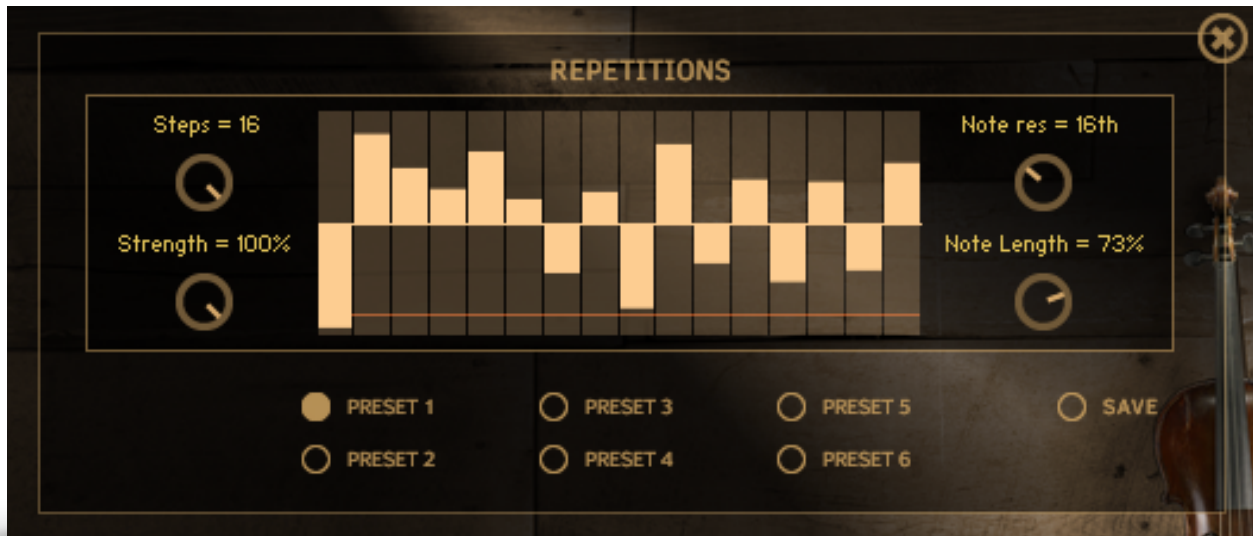 REPETITIONS
Steps = 16
Note res = 16th
Strength = 100%
Note Length = 73%
PRESET 1
PRESET 3
PRESET 5
SAVE
PRESET 2
PRESET 4
PRESET 6